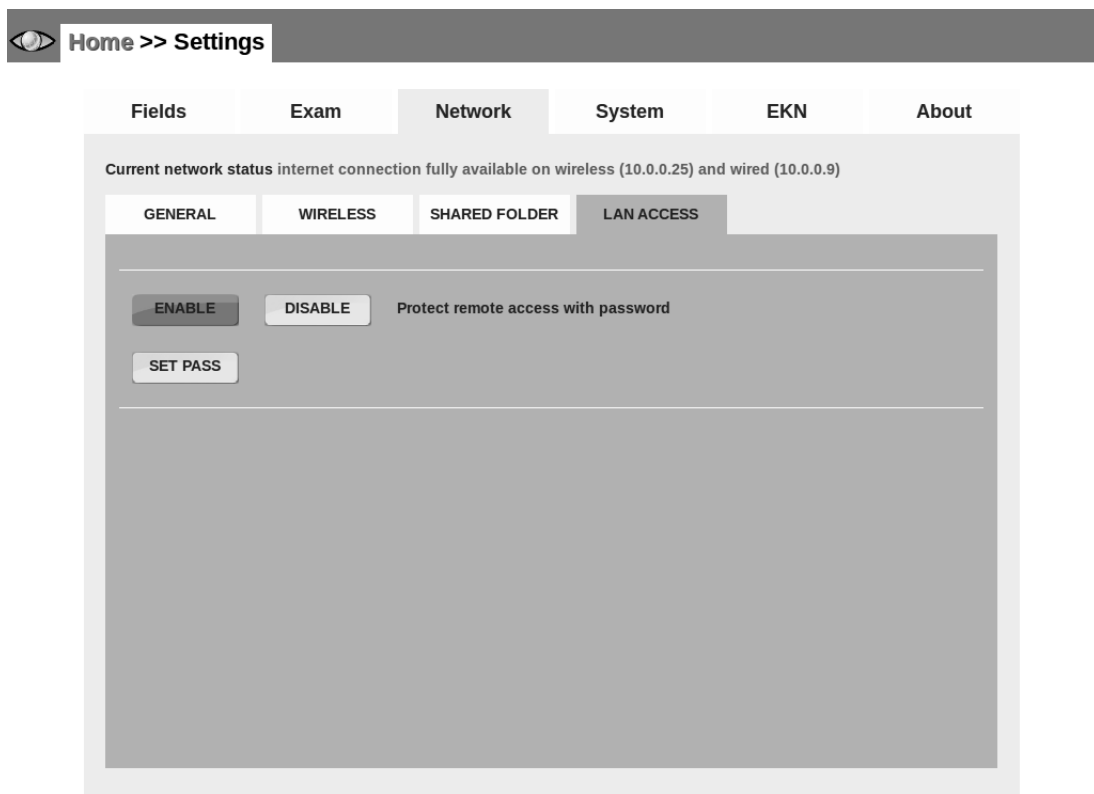 Home >> Settings
Fields Exam Network System EKN About
Current network status internet connection fully available on wireless (10.0.0.25) and wired (10.0.0.9)
GENERAL WIRELESS SHARED FOLDER LAN ACCESS
ENABLE DISABLE Protect remote access with password
SET PASS